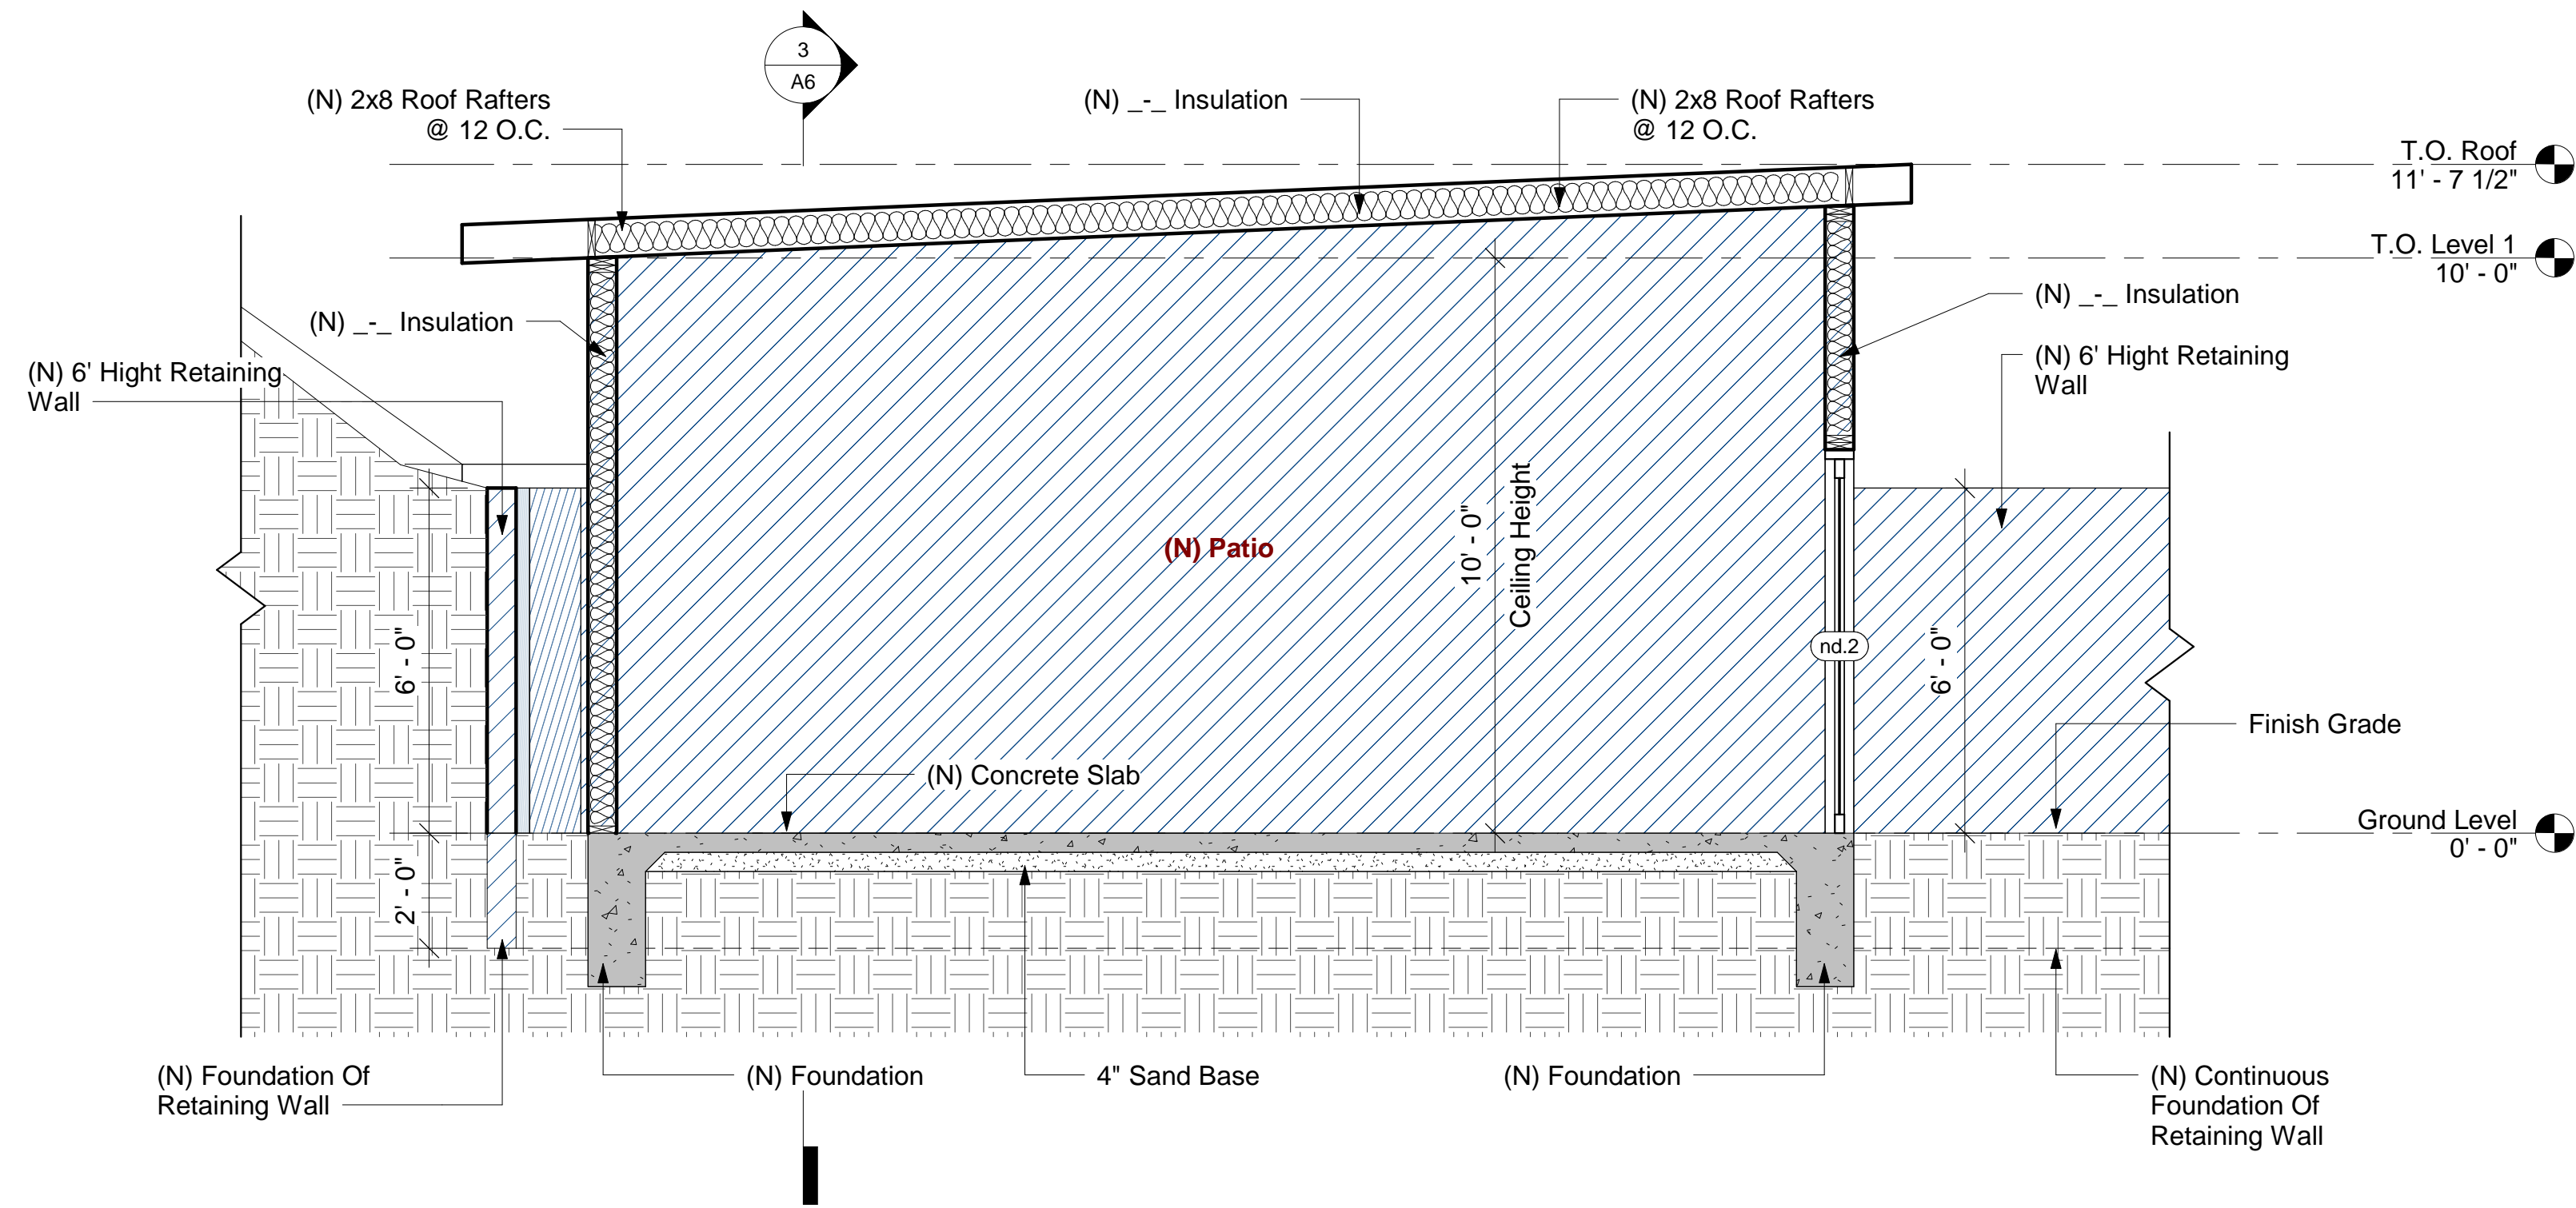 3
A6
(N) 2x8 Roof Rafters
@ 12 O.C.
(N) _-_ Insulation
(N) 2x8 Roof Rafters
@ 12 O.C.
T.O. Roof
11' - 7 1/2"
T.O. Level 1
10' - 0"
(N) _-_ Insulation
(N) _-_ Insulation
(N) 6' Hight Retaining
Wall
(N) 6' Hight Retaining
Wall
(N) Patio
10' - 0"
Ceiling Height
nd.2
6' - 0"
6' - 0"
Finish Grade
(N) Concrete Slab
Ground Level
0' - 0"
2' - 0"
(N) Foundation Of
Retaining Wall
(N) Foundation
4" Sand Base
(N) Foundation
(N) Continuous
Foundation Of
Retaining Wall